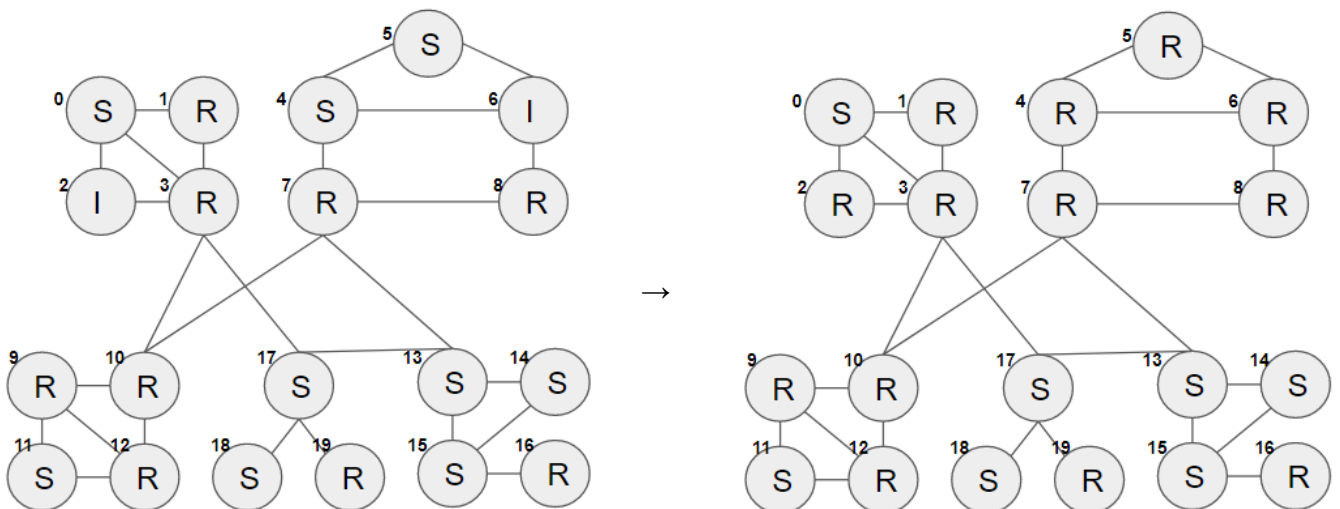 5 S
0 S 1 R 4 S 6 I
2 I 3 R 7 R 8 R
9 R 10 R 17 S 13 S 14 S
11 S 12 R 18 S 19 R 15 S 16 R
→
5 R
0 S 1 R 4 R 6 R
2 R 3 R 7 R 8 R
9 R 10 R 17 S 13 S 14 S
11 S 12 R 18 S 19 R 15 S 16 R